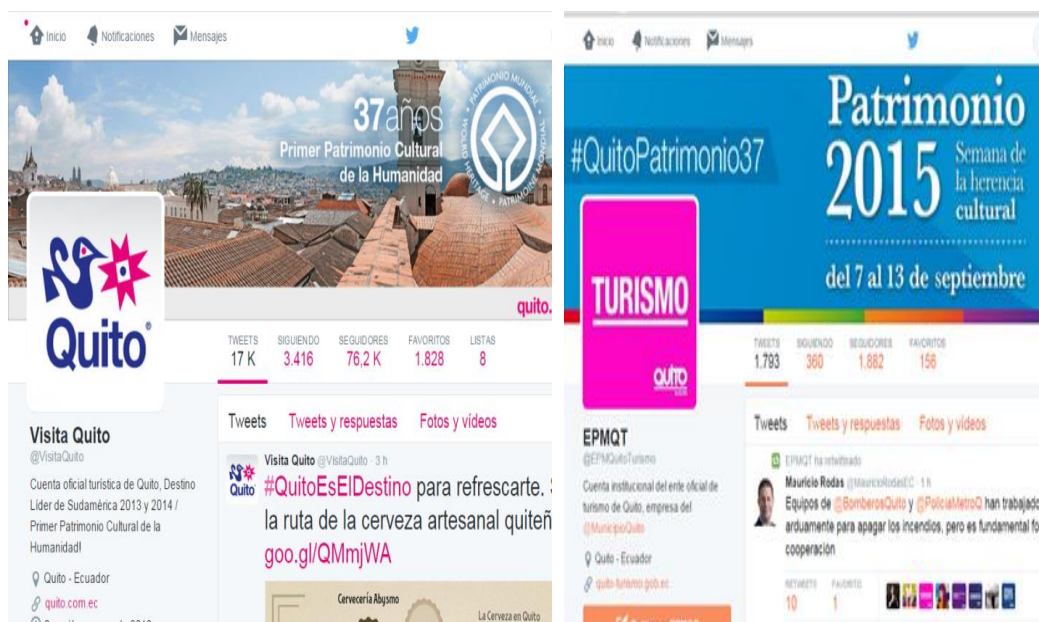 Inicio Notificaciones Mensajes
37años
Primer Patrimonio Cultural
de la Humanidad
PATRIMONIO MUNDIAL • WORLD HERITAGE • PATRIMOINE MONDIAL
quito.
Quito
TWEETS SIGUIENDO SEGUIDORES FAVORITOS LISTAS
17 K 3.416 76,2 K 1.828 8
Visita Quito
@VisitaQuito
Cuenta oficial turística de Quito, Destino
Líder de Sudamérica 2013 y 2014 /
Primer Patrimonio Cultural de la
Humanidad!
Quito - Ecuador
quito.com.ec
Tweets Tweets y respuestas Fotos y vídeos
Visita Quito @VisitaQuito · 3 h
Quito
#QuitoEsElDestino para refrescarte.
la ruta de la cerveza artesanal quiteñ
goo.gl/QMmjWA
Cervecería Abysmo
La Cerveza en Quito
Inicio Notificaciones Mensajes
#QuitoPatrimonio37
Patrimonio
2015
Semana de
la herencia
cultural
del 7 al 13 de septiembre
TURISMO
QUITO
TWEETS SIGUIENDO SEGUIDORES FAVORITOS
1.793 360 1.882 156
EPMQT
@EPMQuitoTurismo
Cuenta institucional del ente oficial de
turismo de Quito, empresa del
@MunicipioQuito
Quito - Ecuador
quito-turismo.gob.ec
Tweets Tweets y respuestas Fotos y vídeos
EPMQT ha retwitteado
Mauricio Rodas @MauricioRodasEC · 1 h
Equipos de @BomberosQuito y @PoliciaMetroQ han trabajado
arduamente para apagar los incendios, pero es fundamental fo
cooperación
RETWEETS FAVORITO
10 1